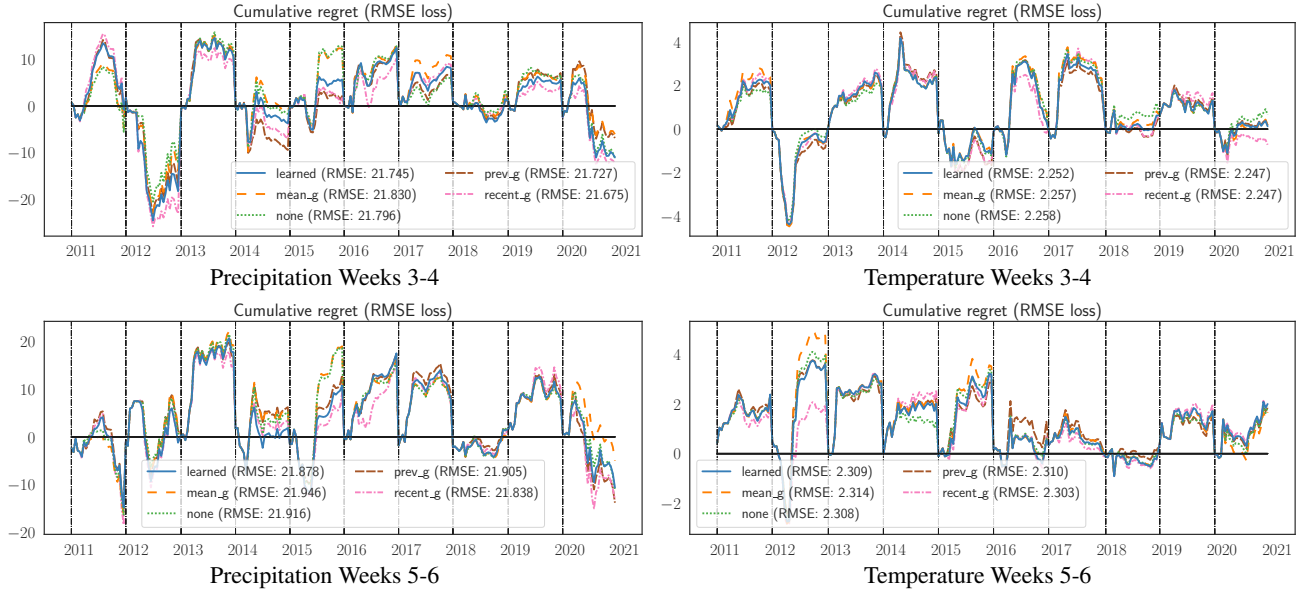 Cumulative regret (RMSE loss)
10
0
−10
−20
learned (RMSE: 21.745)
mean_g (RMSE: 21.830)
none (RMSE: 21.796)
prev_g (RMSE: 21.727)
recent_g (RMSE: 21.675)
2011 2012 2013 2014 2015 2016 2017 2018 2019 2020 2021
Precipitation Weeks 3-4
Cumulative regret (RMSE loss)
4
2
0
−2
−4
learned (RMSE: 2.252)
mean_g (RMSE: 2.257)
none (RMSE: 2.258)
prev_g (RMSE: 2.247)
recent_g (RMSE: 2.247)
2011 2012 2013 2014 2015 2016 2017 2018 2019 2020 2021
Temperature Weeks 3-4
Cumulative regret (RMSE loss)
20
10
0
−10
−20
learned (RMSE: 21.878)
mean_g (RMSE: 21.946)
none (RMSE: 21.916)
prev_g (RMSE: 21.905)
recent_g (RMSE: 21.838)
2011 2012 2013 2014 2015 2016 2017 2018 2019 2020 2021
Precipitation Weeks 5-6
Cumulative regret (RMSE loss)
4
2
0
−2
learned (RMSE: 2.309)
mean_g (RMSE: 2.314)
none (RMSE: 2.308)
prev_g (RMSE: 2.310)
recent_g (RMSE: 2.303)
2011 2012 2013 2014 2015 2016 2017 2018 2019 2020 2021
Temperature Weeks 5-6